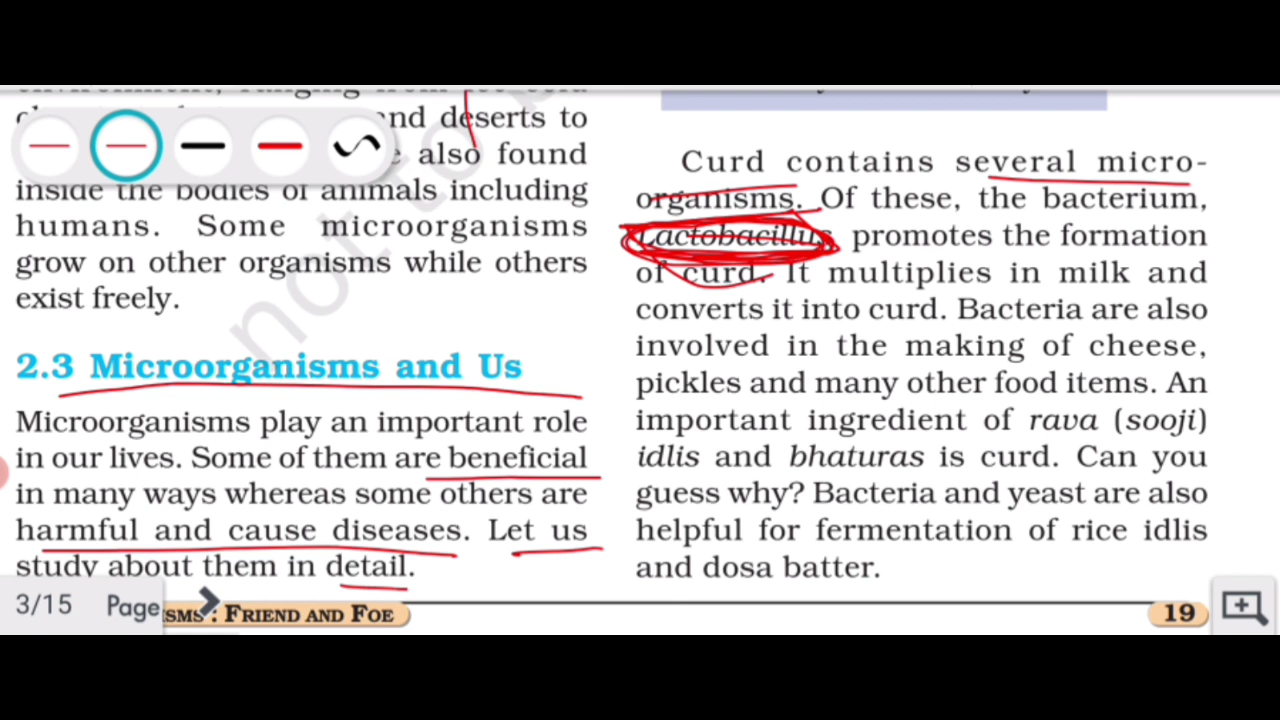 and deserts to
also found
inside the bodies of animals including
humans. Some microorganisms
grow on other organisms while others
exist freely.
2.3 Microorganisms and Us
Microorganisms play an important role
in our lives. Some of them are beneficial
in many ways whereas some others are
harmful and cause diseases. Let us
study about them in detail.
3/15 Page
SMS : FRIEND AND FOE
Curd contains several micro-
organisms. Of these, the bacterium,
Lactobacillus promotes the formation
of curd. It multiplies in milk and
converts it into curd. Bacteria are also
involved in the making of cheese,
pickles and many other food items. An
important ingredient of rava (sooji)
idlis and bhaturas is curd. Can you
guess why? Bacteria and yeast are also
helpful for fermentation of rice idlis
and dosa batter.
19
not to